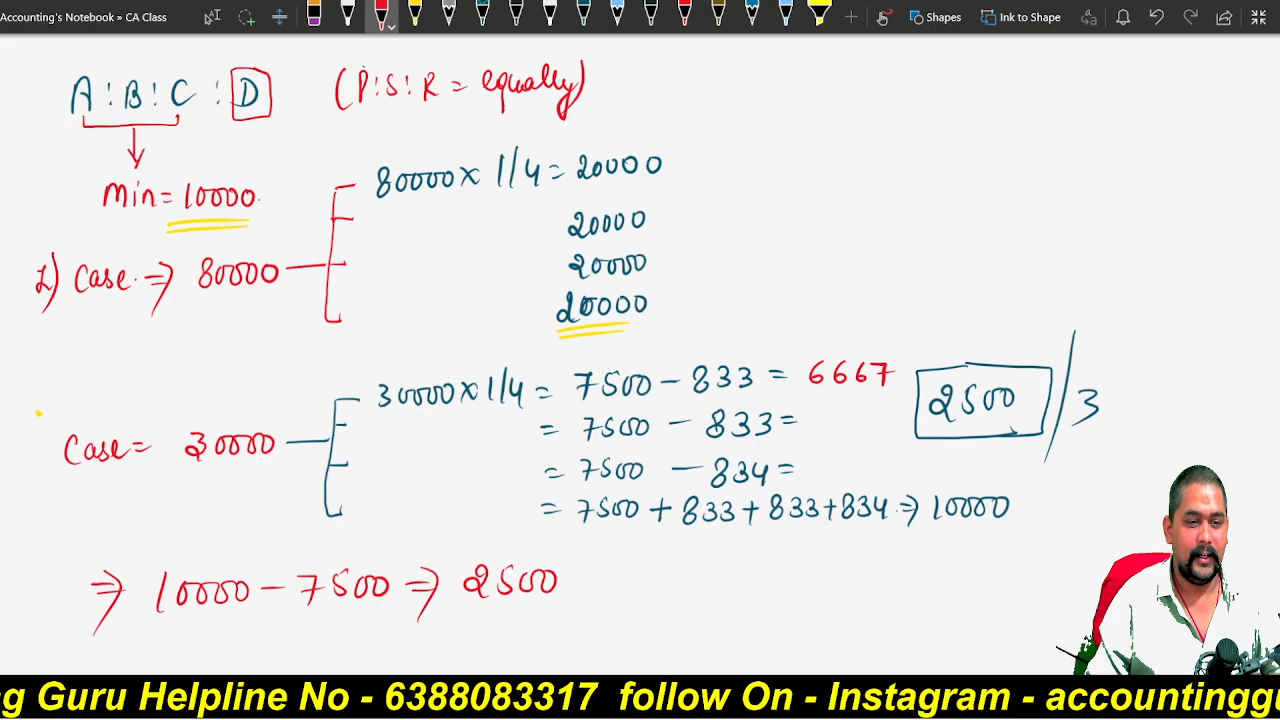 Accounting's Notebook » CA Class
Shapes
Ink to Shape
A : B : C : D (P:S:R = equally)
Min = 10000
80000 x 1/4 = 20000
20000
20000
20000
1) Case ⇒ 80000
30000 x 1/4 = 7500 - 833 = 6667
= 7500 - 833 =
= 7500 - 834 =
= 7500 + 833 + 833 + 834 ⇒ 10000
2500 / 3
Case = 30000
⇒ 10000 - 7500 ⇒ 2500
ng Guru Helpline No - 6388083317 follow On - Instagram - accountinggu